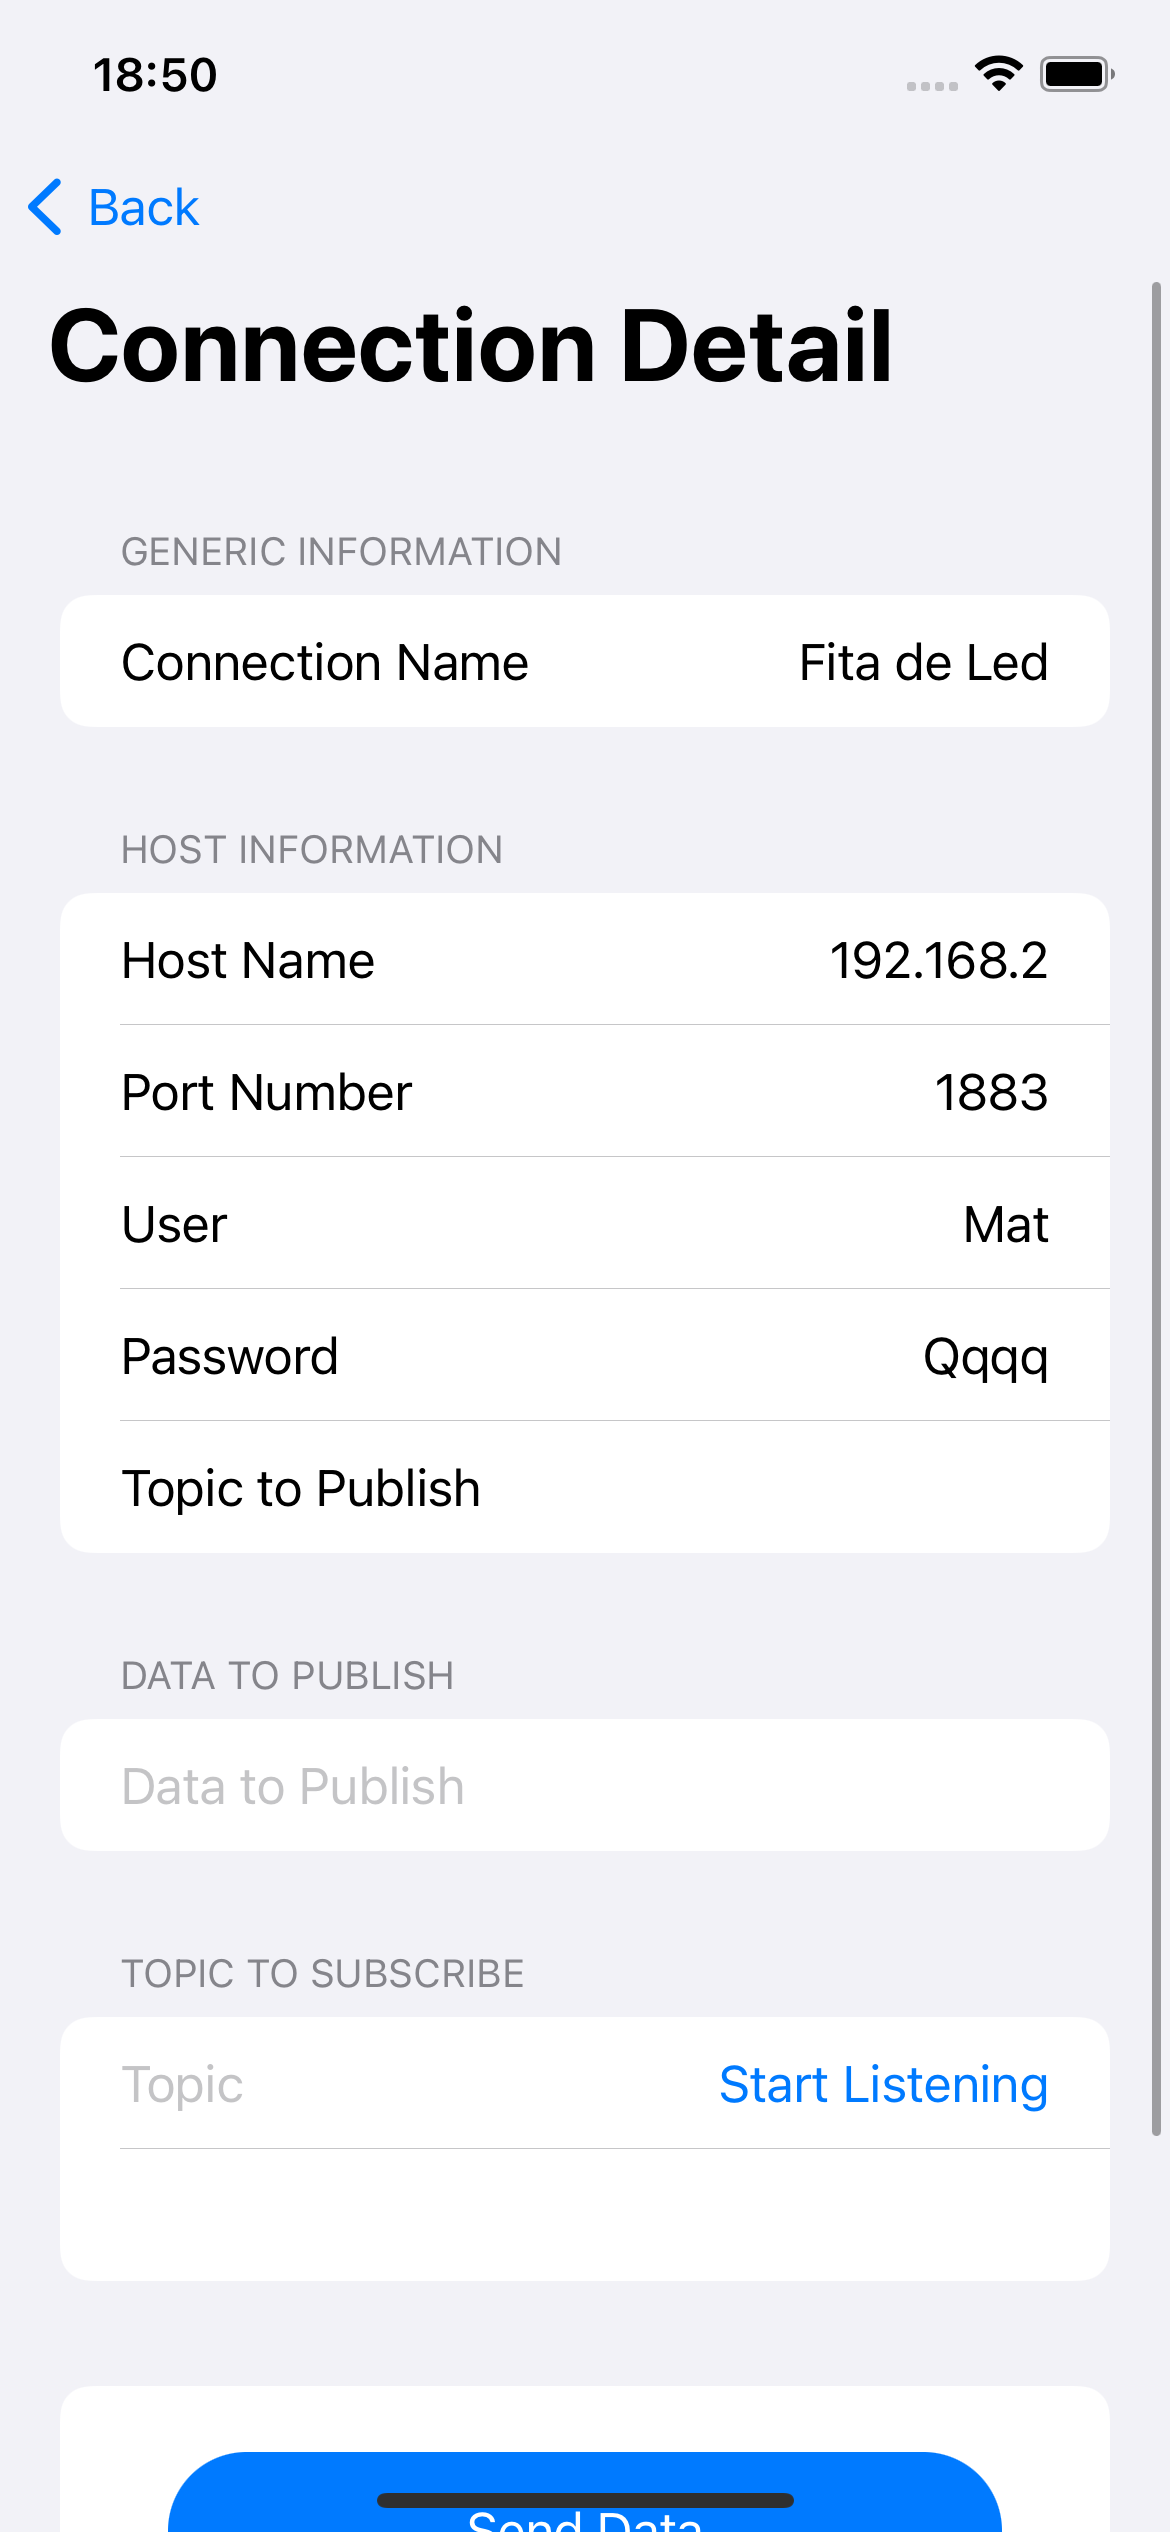 18:50
Back
Connection Detail
GENERIC INFORMATION
Connection Name Fita de Led
HOST INFORMATION
Host Name 192.168.2
Port Number 1883
User Mat
Password Qqqq
Topic to Publish
DATA TO PUBLISH
Data to Publish
TOPIC TO SUBSCRIBE
Topic Start Listening
Send Data